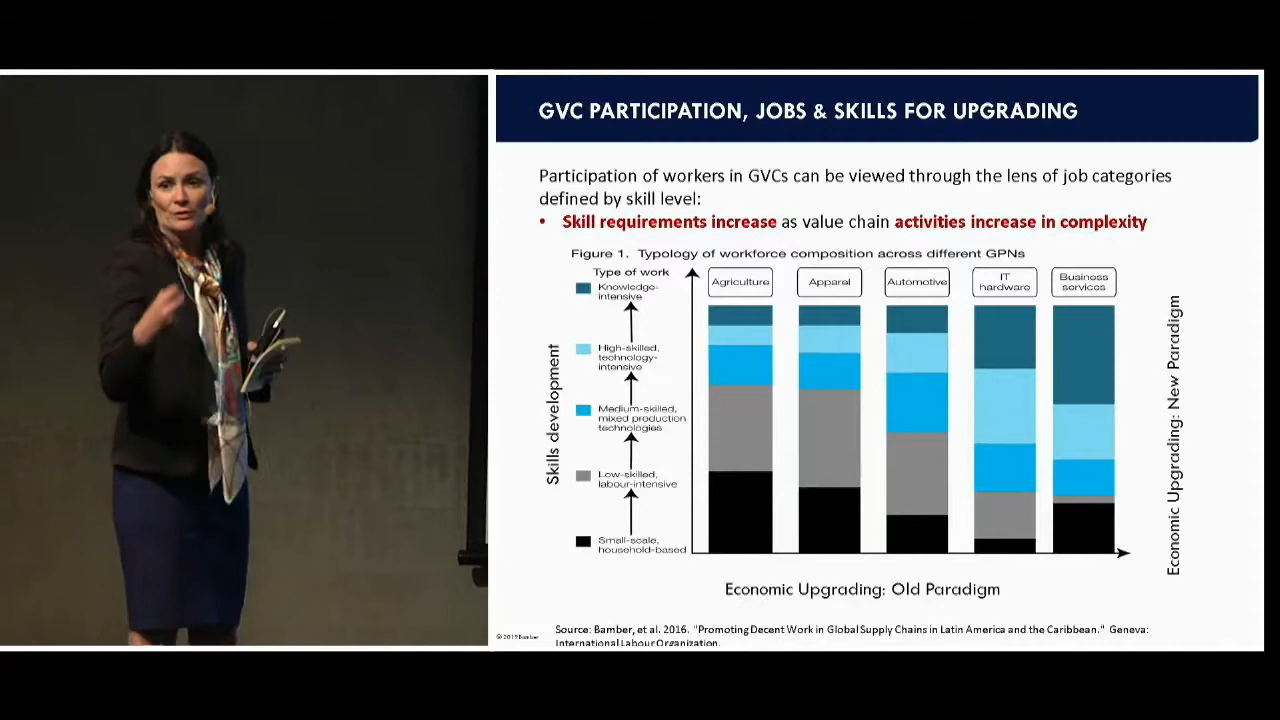 GVC PARTICIPATION, JOBS & SKILLS FOR UPGRADING
Participation of workers in GVCs can be viewed through the lens of job categories
defined by skill level:
• Skill requirements increase as value chain activities increase in complexity
Figure 1. Typology of workforce composition across different GPNs
Type of work
Agriculture
Apparel
Automotive
IT
hardware
Business
services
Knowledge-
intensive
High-skilled,
technology-
intensive
Medium-skilled,
mixed production
technologies
Low-skilled,
labour-intensive
Small-scale,
household-based
Skills development
Economic Upgrading: New Paradigm
Economic Upgrading: Old Paradigm
Source: Bamber, et al. 2016. "Promoting Decent Work in Global Supply Chains in Latin America and the Caribbean." Geneva:
International Labour Organization.
© 2019 Bamber